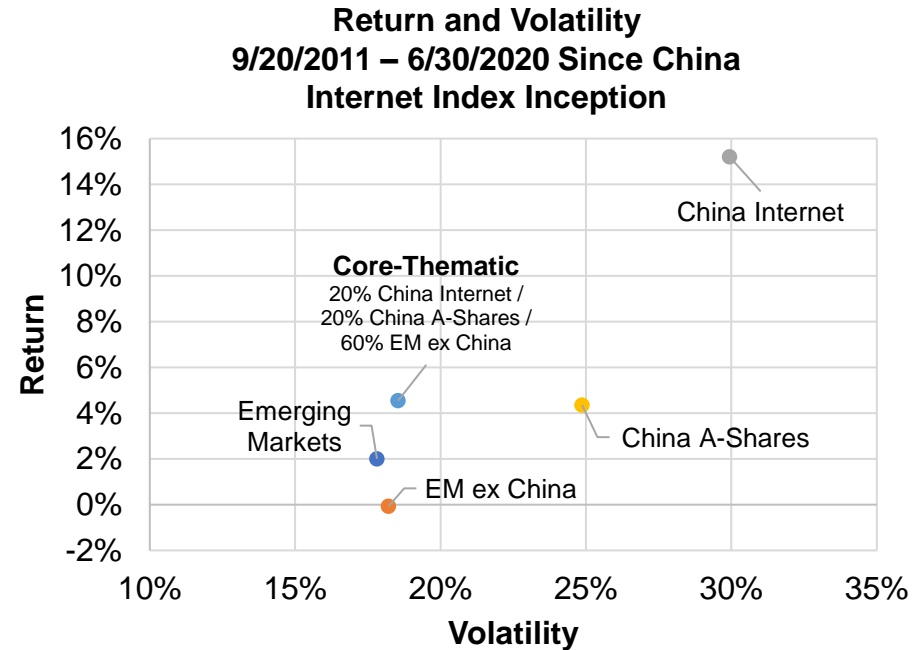 Return and Volatility
9/20/2011 – 6/30/2020 Since China
Internet Index Inception
16%
14%
12%
10%
8%
6%
4%
2%
0%
-2%
Return
China Internet
Core-Thematic
20% China Internet /
20% China A-Shares /
60% EM ex China
Emerging
Markets
China A-Shares
EM ex China
10%
15%
20%
25%
30%
35%
Volatility